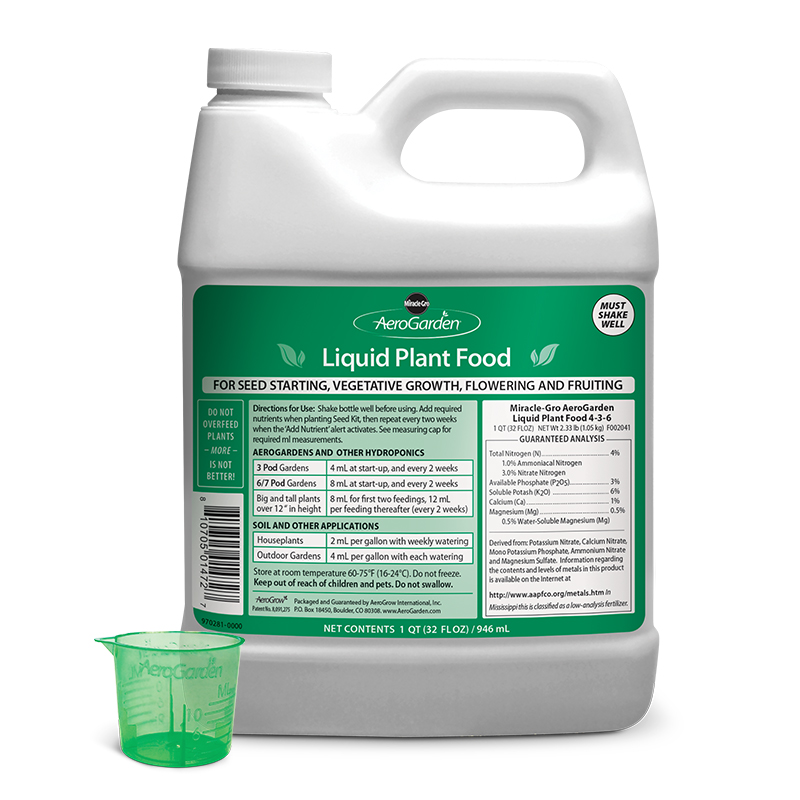 Miracle-Gro
AeroGarden
MUST
SHAKE
WELL
Liquid Plant Food
FOR SEED STARTING, VEGETATIVE GROWTH, FLOWERING AND FRUITING
DO NOT
OVERFEED
PLANTS
– MORE –
IS NOT
BETTER!
Directions for Use: Shake bottle well before using. Add required
nutrients when planting Seed Kit, then repeat every two weeks
when the 'Add Nutrient' alert activates. See measuring cap for
required ml measurements.
AEROGARDENS AND OTHER HYDROPONICS
3 Pod Gardens 4 mL at start-up, and every 2 weeks
6/7 Pod Gardens 8 mL at start-up, and every 2 weeks
Big and tall plants 8 mL for first two feedings, 12 mL
over 12" in height per feeding thereafter (every 2 weeks)
SOIL AND OTHER APPLICATIONS
Houseplants 2 mL per gallon with weekly watering
Outdoor Gardens 4 mL per gallon with each watering
Store at room temperature 60-75°F (16-24°C). Do not freeze.
Keep out of reach of children and pets. Do not swallow.
AeroGrow Packaged and Guaranteed by AeroGrow International, Inc.
Patent No. 8,091,275 P.O. Box 18450, Boulder, CO 80308. www.AeroGarden.com
Miracle-Gro AeroGarden
Liquid Plant Food 4-3-6
1 QT (32 FL OZ) NET Wt 2.33 lb (1.05 kg) F002041
GUARANTEED ANALYSIS
Total Nitrogen (N) 4%
1.0% Ammoniacal Nitrogen
3.0% Nitrate Nitrogen
Available Phosphate (P2O5) 3%
Soluble Potash (K2O) 6%
Calcium (Ca) 1%
Magnesium (Mg) 0.5%
0.5% Water-Soluble Magnesium (Mg)
Derived from: Potassium Nitrate, Calcium Nitrate,
Mono Potassium Phosphate, Ammonium Nitrate
and Magnesium Sulfate. Information regarding
the contents and levels of metals in this product
is available on the Internet at
http://www.aapfco.org/metals.htm In
Mississippi this is classified as a low-analysis fertilizer.
970281-0000
NET CONTENTS 1 QT (32 FL OZ) / 946 mL
AeroGarden
10